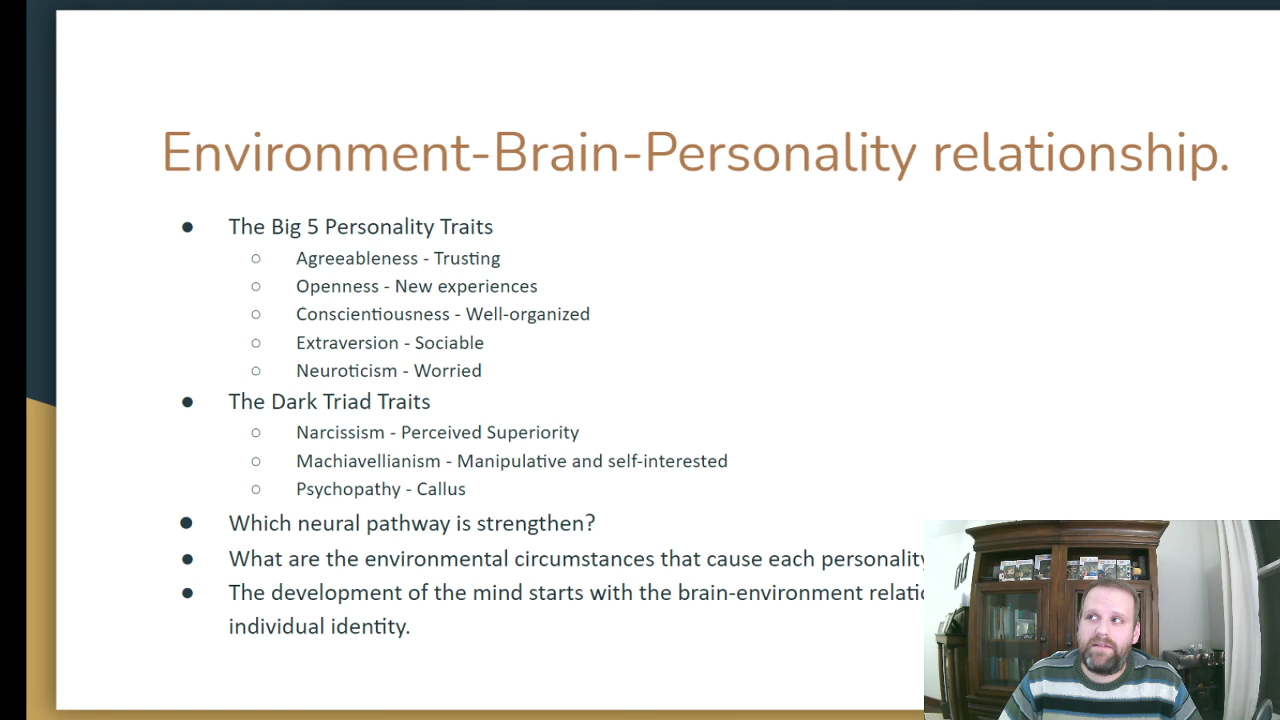 Environment-Brain-Personality relationship.
● The Big 5 Personality Traits
○ Agreeableness - Trusting
○ Openness - New experiences
○ Conscientiousness - Well-organized
○ Extraversion - Sociable
○ Neuroticism - Worried
● The Dark Triad Traits
○ Narcissism - Perceived Superiority
○ Machiavellianism - Manipulative and self-interested
○ Psychopathy - Callus
● Which neural pathway is strengthen?
● What are the environmental circumstances that cause each personality
● The development of the mind starts with the brain-environment
individual identity.